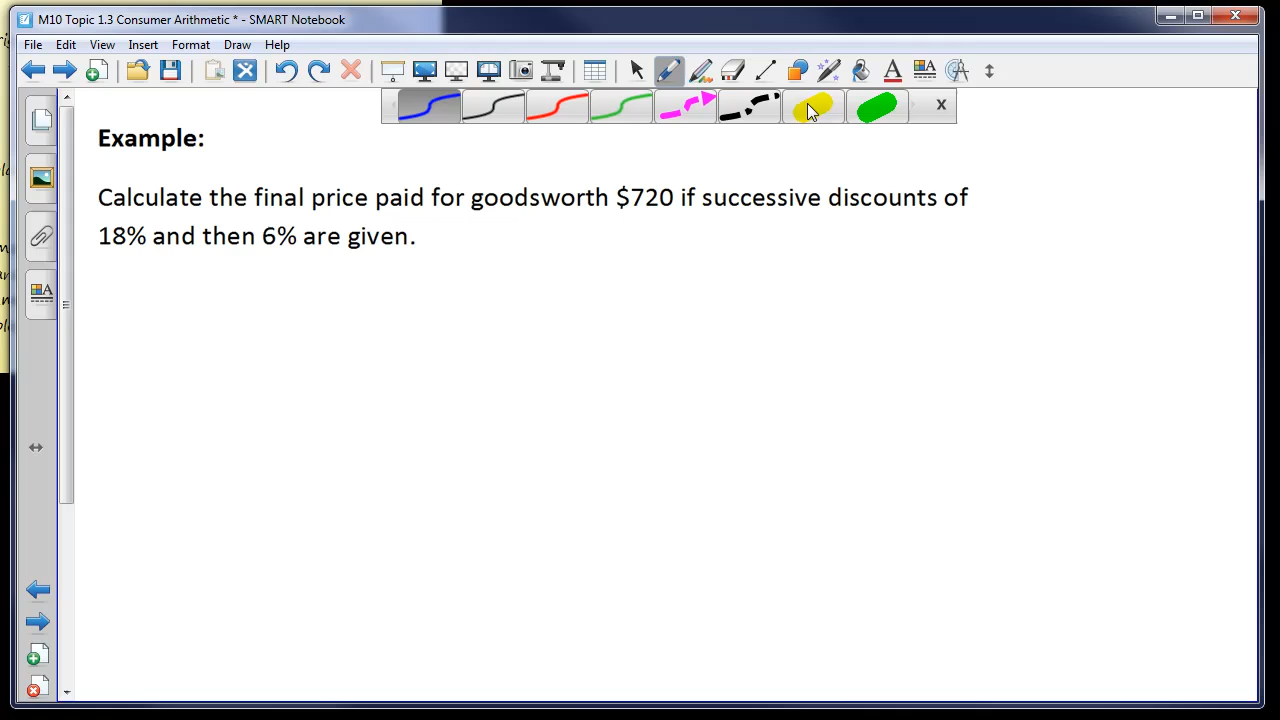 M10 Topic 1.3 Consumer Arithmetic * - SMART Notebook
File Edit View Insert Format Draw Help
x
Example:
Calculate the final price paid for goodsworth $720 if successive discounts of
18% and then 6% are given.